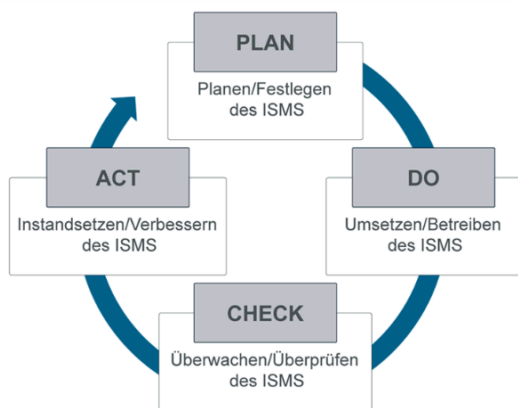 PLAN
Planen/Festlegen
des ISMS
DO
Umsetzen/Betreiben
des ISMS
CHECK
Überwachen/Überprüfen
des ISMS
ACT
Instandsetzen/Verbessern
des ISMS